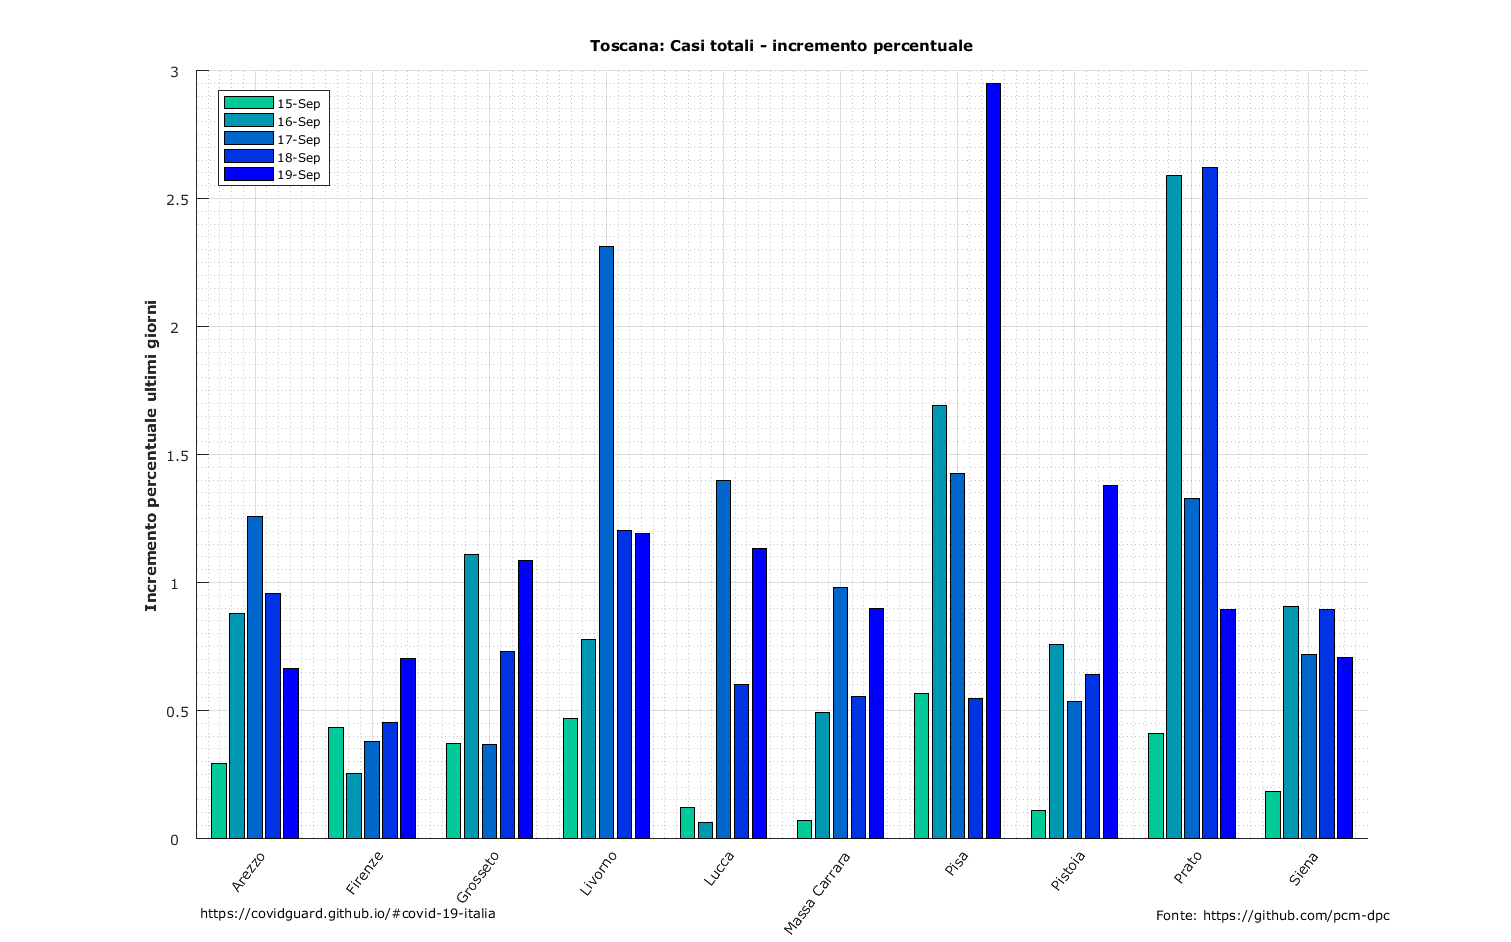 Toscana: Casi totali - incremento percentuale
3
2.5
2
1.5
1
0.5
0
Incremento percentuale ultimi giorni
15-Sep
16-Sep
17-Sep
18-Sep
19-Sep
Arezzo
Firenze
Grosseto
Livorno
Lucca
Massa Carrara
Pisa
Pistoia
Prato
Siena
https://covidguard.github.io/#covid-19-italia
Fonte: https://github.com/pcm-dpc